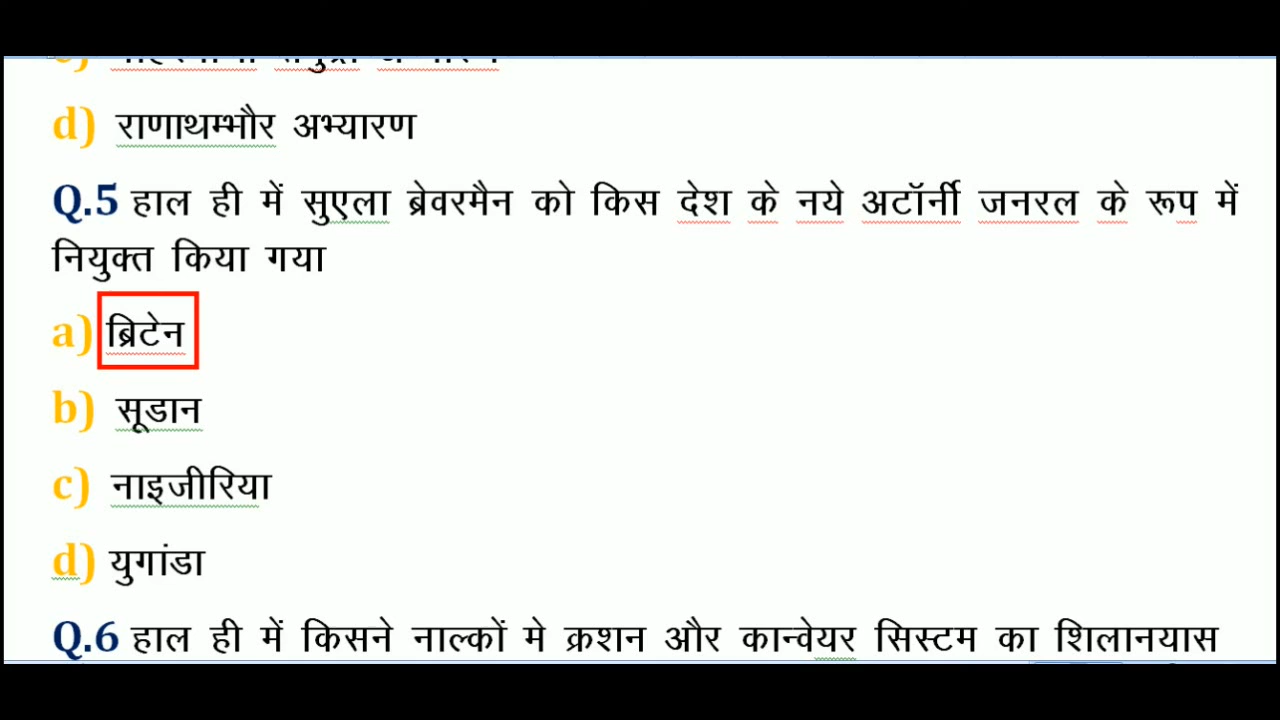 d) राणाथम्भौर अभ्यारण
Q.5 हाल ही में सुएला ब्रेवरमैन को किस देश के नये अटॉर्नी जनरल के रूप में
नियुक्त किया गया
a) ब्रिटेन
b) सूडान
c) नाइजीरिया
d) युगांडा
Q.6 हाल ही में किसने नाल्कों मे क्रशन और कान्वेयर सिस्टम का शिलानयास